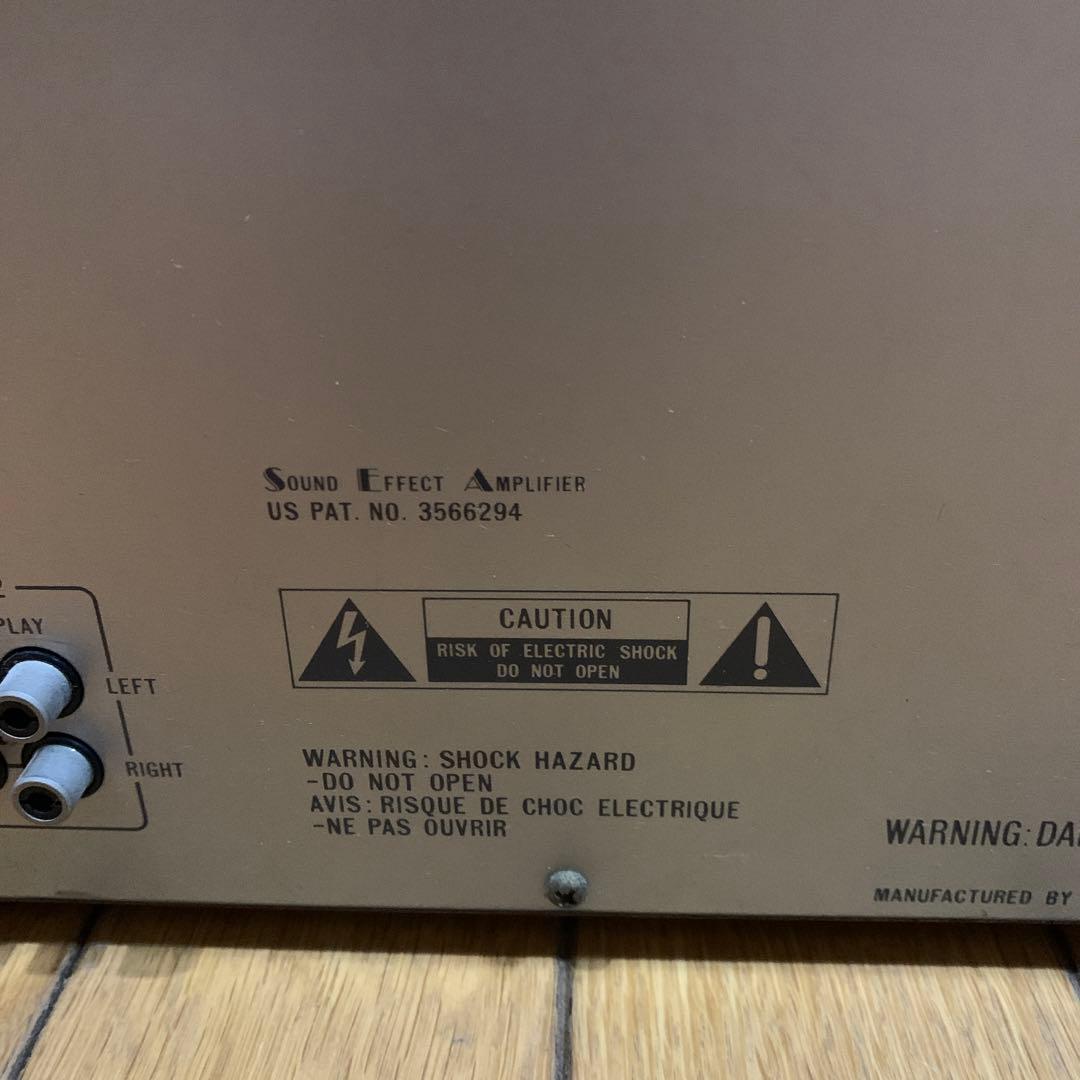 SOUND EFFECT AMPLIFIER
US PAT. NO. 3566294
PLAY
LEFT
RIGHT
CAUTION
RISK OF ELECTRIC SHOCK
DO NOT OPEN
WARNING: SHOCK HAZARD
-DO NOT OPEN
AVIS: RISQUE DE CHOC ELECTRIQUE
-NE PAS OUVRIR
WARNING:
MANUFACTURED BY